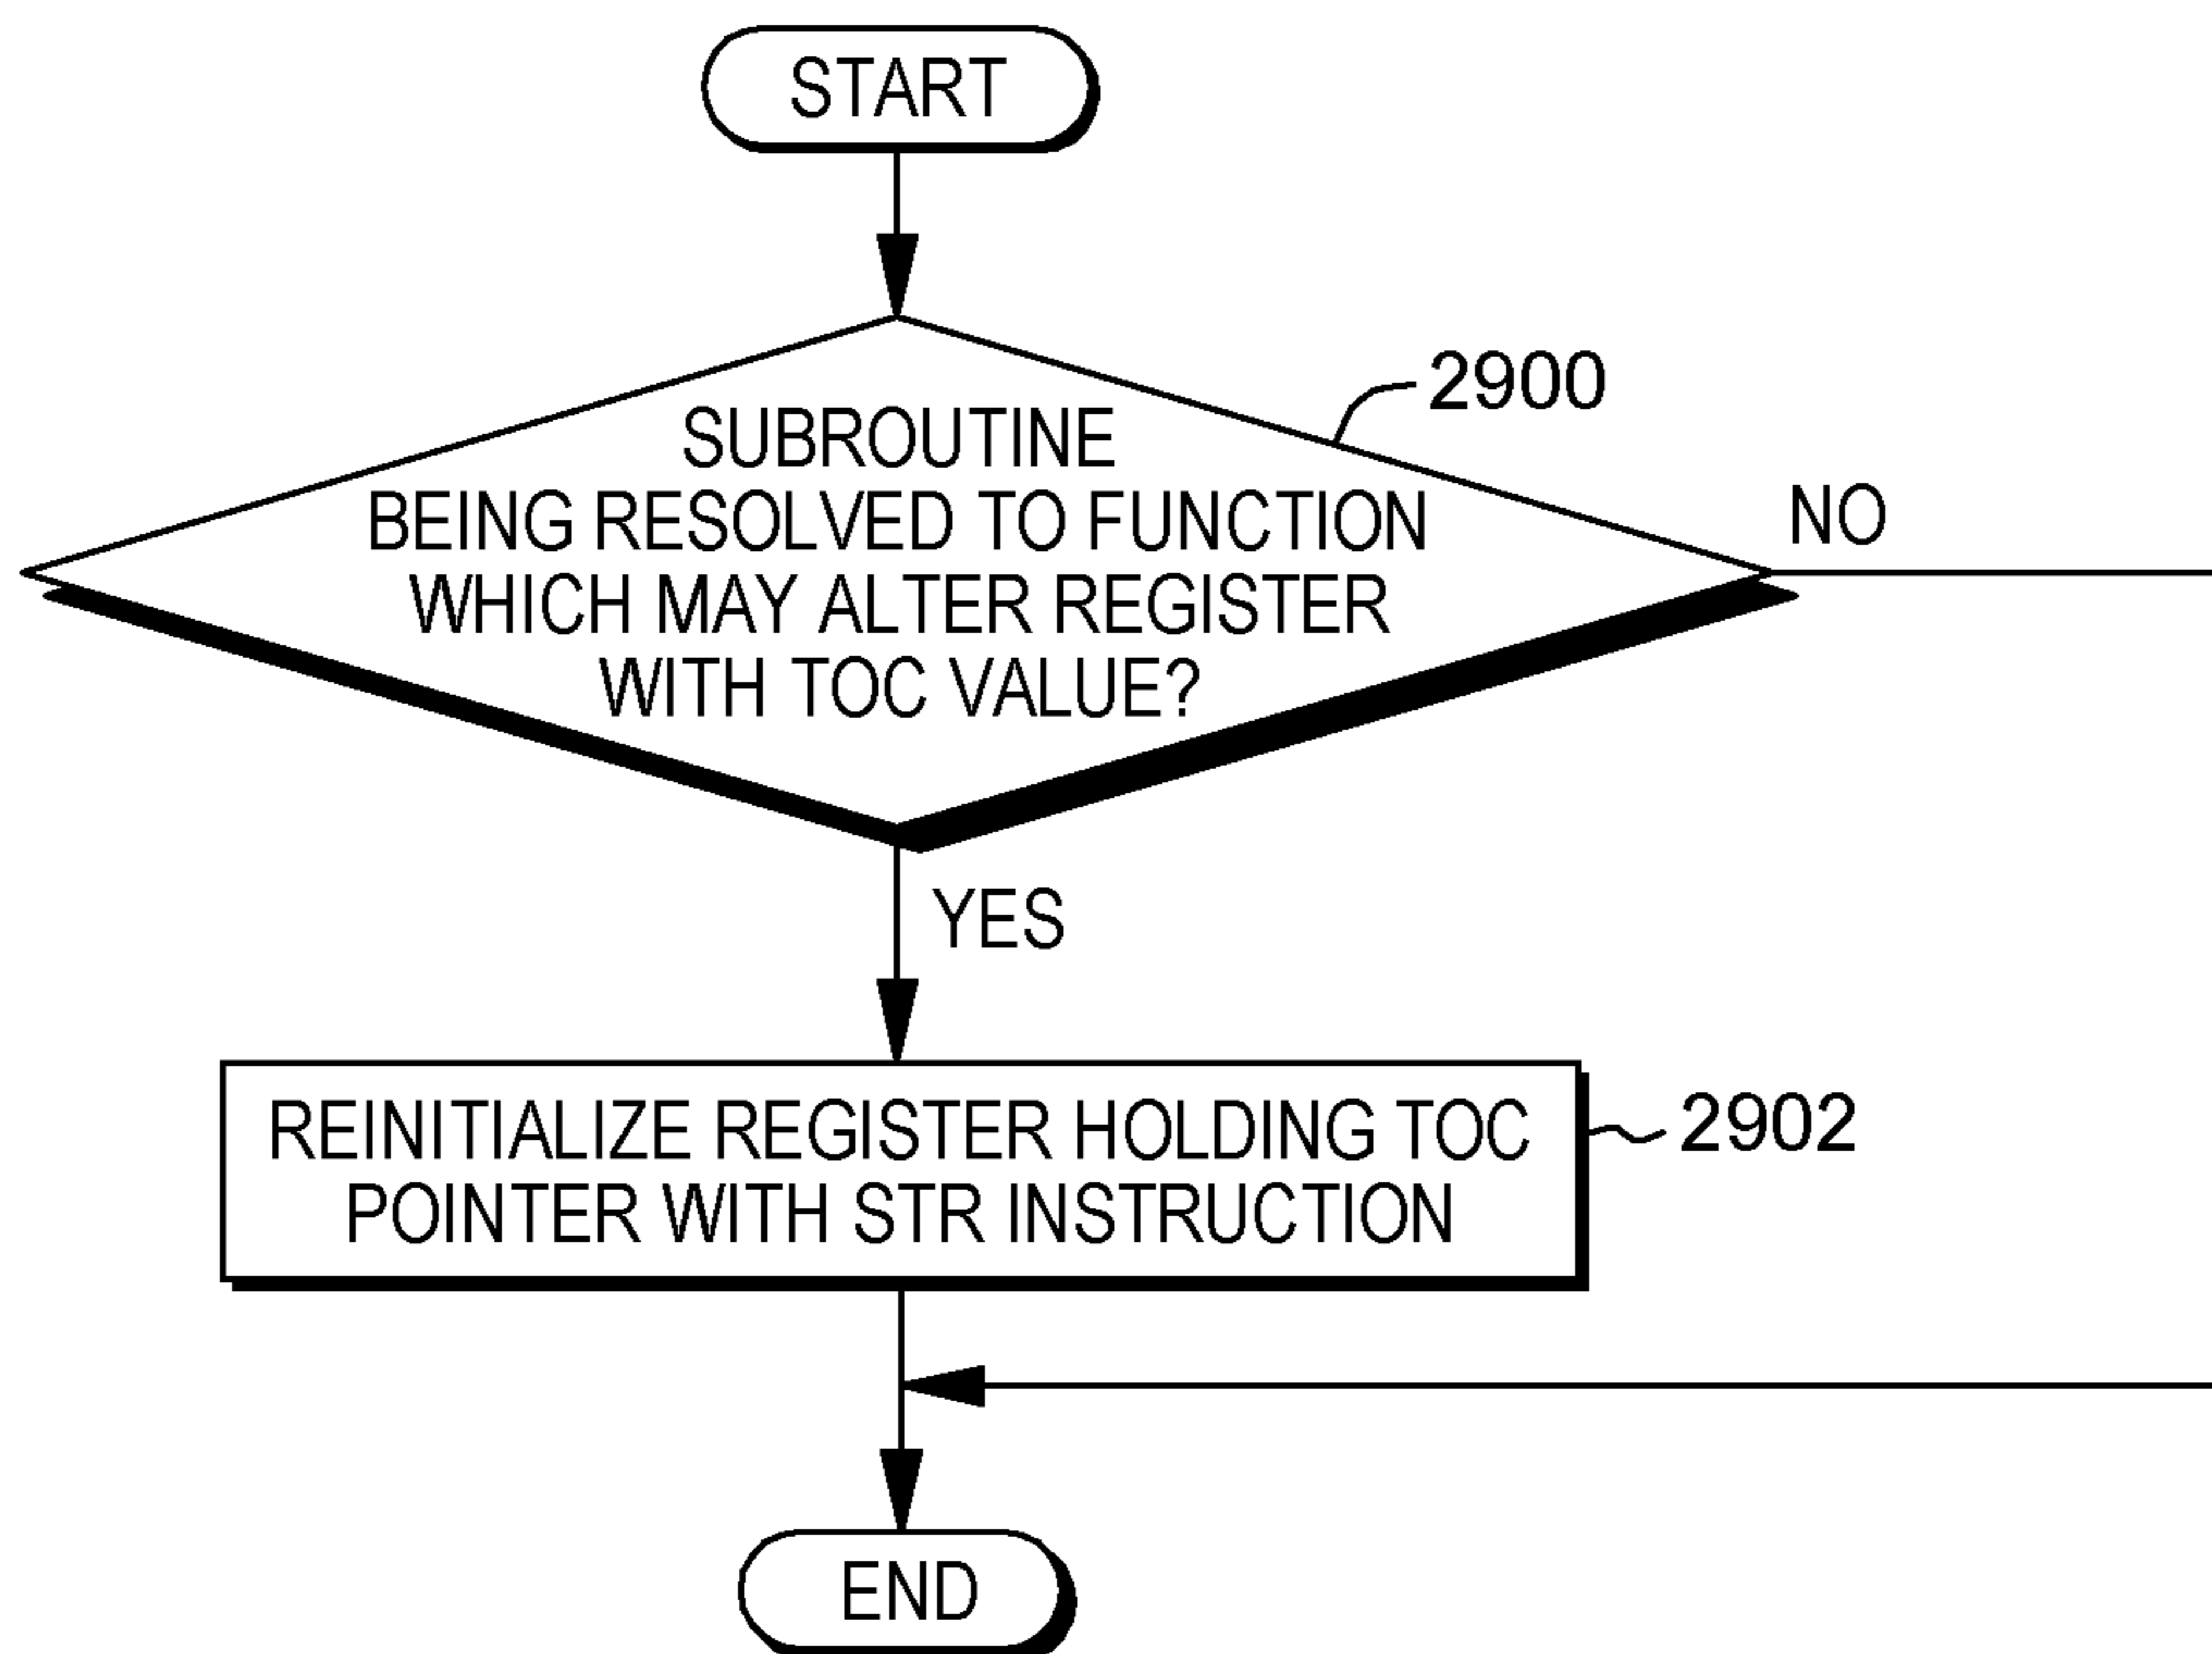 START
2900
SUBROUTINE
BEING RESOLVED TO FUNCTION
WHICH MAY ALTER REGISTER
WITH TOC VALUE?
NO
YES
REINITIALIZE REGISTER HOLDING TOC
POINTER WITH STR INSTRUCTION
2902
END